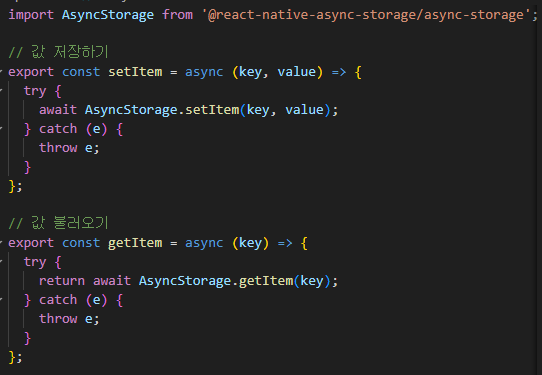 import AsyncStorage from '@react-native-async-storage/async-storage';
// 값 저장하기
export const setItem = async (key, value) => {
try {
await AsyncStorage.setItem(key, value);
} catch (e) {
throw e;
}
};
// 값 불러오기
export const getItem = async (key) => {
try {
return await AsyncStorage.getItem(key);
} catch (e) {
throw e;
}
};